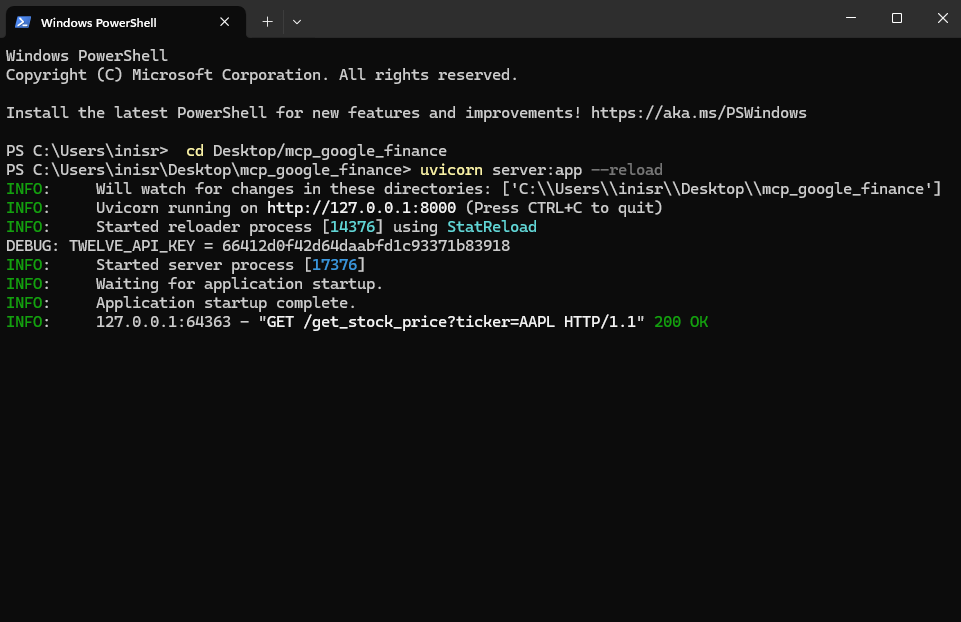 Windows PowerShell
Windows PowerShell
Copyright (C) Microsoft Corporation. All rights reserved.
Install the latest PowerShell for new features and improvements! https://aka.ms/PSWindows
PS C:\Users\inisr>  cd Desktop/mcp_google_finance
PS C:\Users\inisr\Desktop\mcp_google_finance> uvicorn server:app --reload
INFO:     Will watch for changes in these directories: ['C:\\Users\\inisr\\Desktop\\mcp_google_finance']
INFO:     Uvicorn running on http://127.0.0.1:8000 (Press CTRL+C to quit)
INFO:     Started reloader process [14376] using StatReload
DEBUG: TWELVE_API_KEY = 66412d0f42d64daabfd1c93371b83918
INFO:     Started server process [17376]
INFO:     Waiting for application startup.
INFO:     Application startup complete.
INFO:     127.0.0.1:64363 - "GET /get_stock_price?ticker=AAPL HTTP/1.1" 200 OK